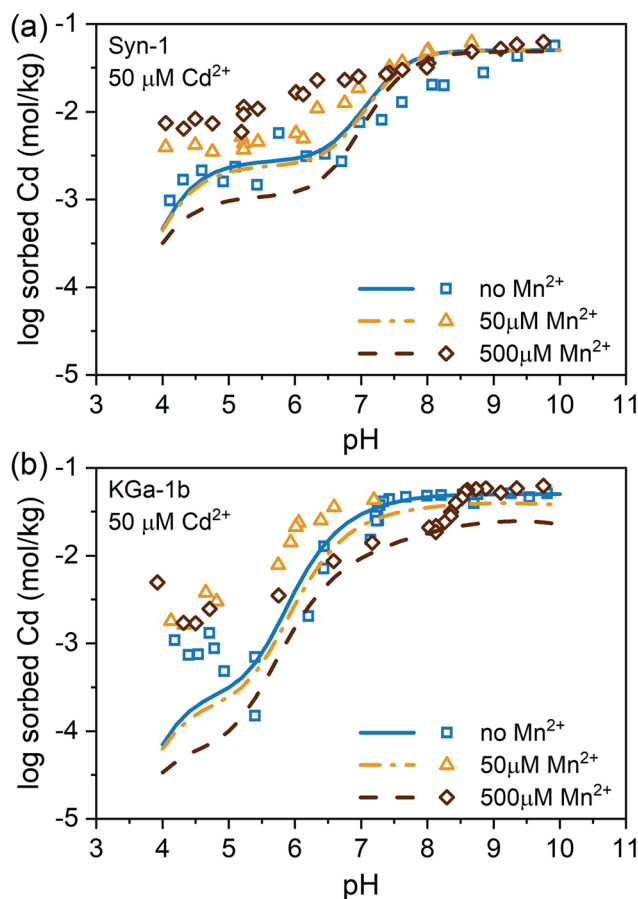 (a)
Syn-1
50 μM Cd²⁺
log sorbed Cd (mol/kg)
-1
-2
-3
-4
-5
no Mn²⁺
50μM Mn²⁺
500μM Mn²⁺
3 4 5 6 7 8 9 10 11
pH
(b)
KGa-1b
50 μM Cd²⁺
log sorbed Cd (mol/kg)
-1
-2
-3
-4
-5
no Mn²⁺
50μM Mn²⁺
500μM Mn²⁺
3 4 5 6 7 8 9 10 11
pH